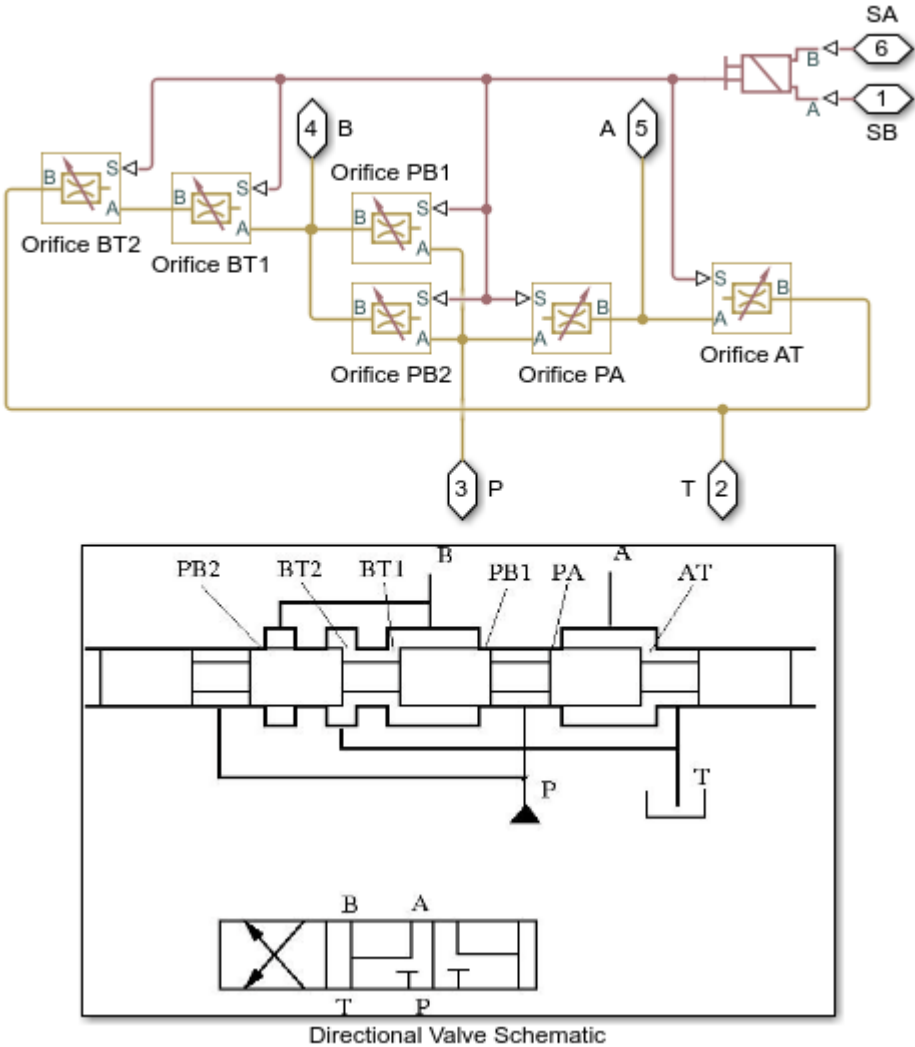 SA
B 6
4 B A 5 A 1
SB
Orifice PB1
B S S B S
A A A
Orifice BT2 Orifice BT1
S B
A
Orifice AT
B S S B
A A
Orifice PB2 Orifice PA
3 P T 2
B A
PB2 BT2 BT1 PB1 PA AT
P T
B A
T P
Directional Valve Schematic